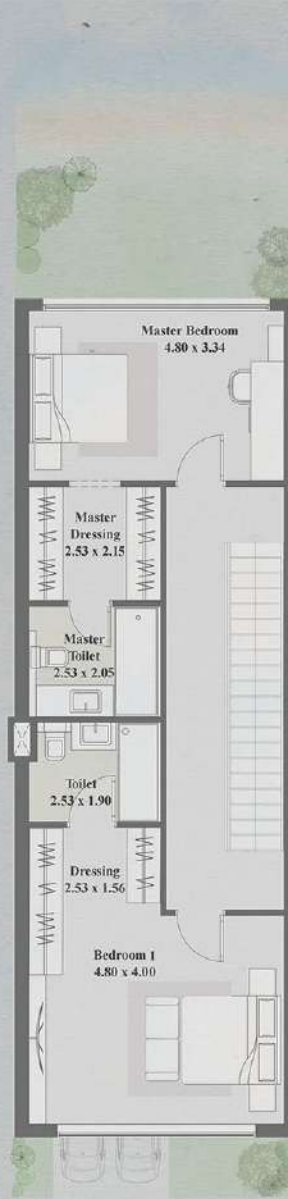 Master Bedroom
4.80 x 3.34
Master
Dressing
2.53 x 2.15
Master
Toilet
2.53 x 2.05
Toilet
2.53 x 1.90
Dressing
2.53 x 1.56
Bedroom 1
4.80 x 4.00